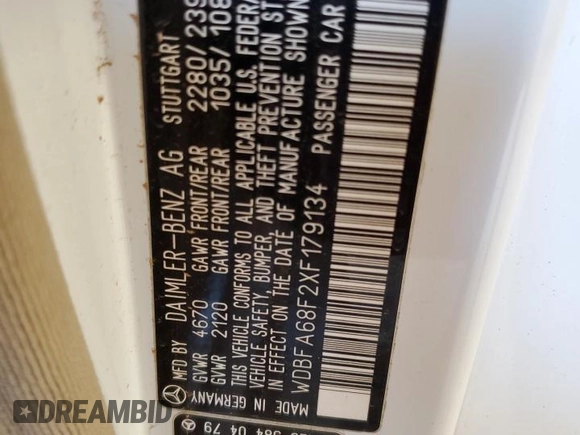 MFD BY DAIMLER-BENZ AG STUTTGART
GVWR 4670 GAWR FRONT/REAR 2280/239
GVWR 2120 GAWR FRONT/REAR 1035/108
THIS VEHICLE CONFORMS TO ALL APPLICABLE U.S. FEDERA
VEHICLE SAFETY, BUMPER, AND THEFT PREVENTION ST
IN EFFECT ON THE DATE OF MANUFACTURE SHOWN
WDBFA68F2XF179134 PASSENGER CAR
MADE IN GERMANY
584 04 79
DREAMBID